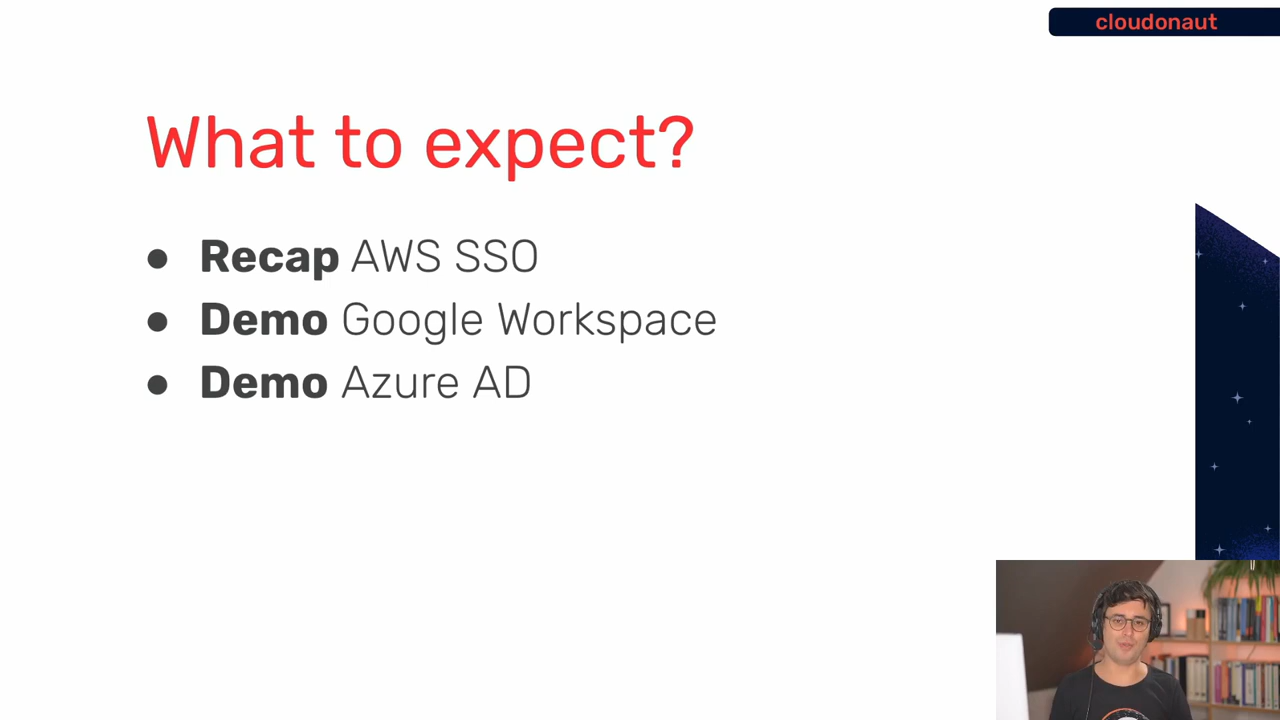 cloudonaut
What to expect?
● Recap AWS SSO
● Demo Google Workspace
● Demo Azure AD